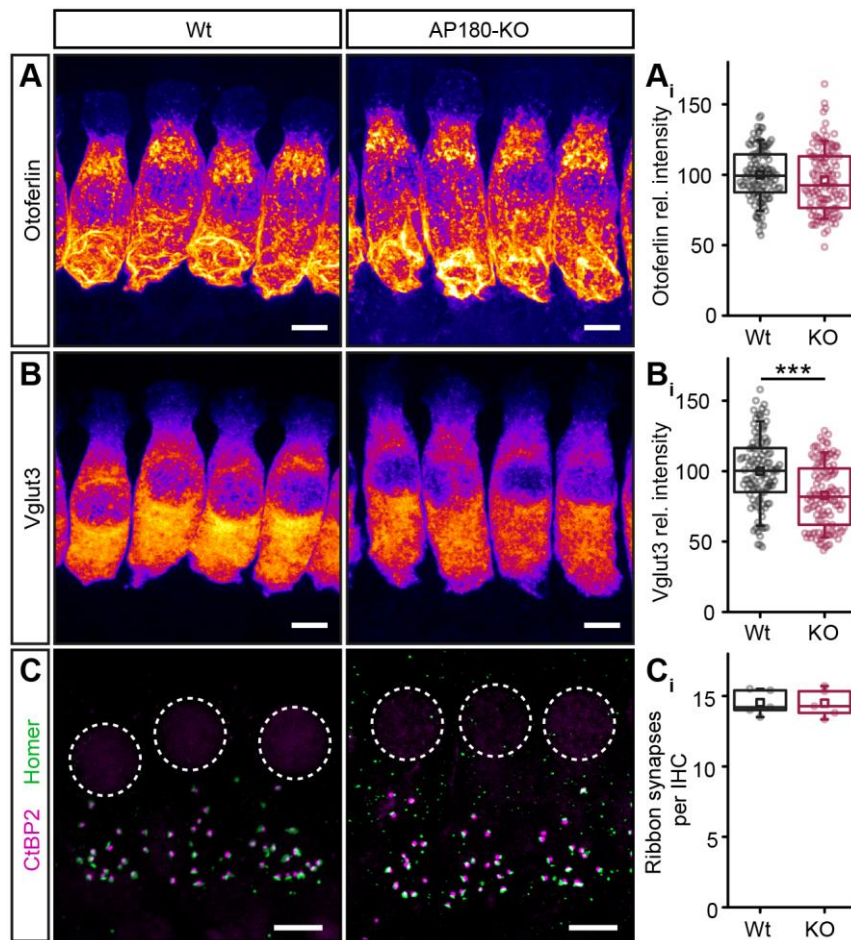 Wt
AP180-KO
A
Otoferlin
Ai
Otoferlin rel. intensity
150
100
50
0
Wt KO
B
Vglut3
Bi
***
Vglut3 rel. intensity
150
100
50
0
Wt KO
C
CtBP2 Homer
Ci
Ribbon synapses
per IHC
15
10
5
0
Wt KO